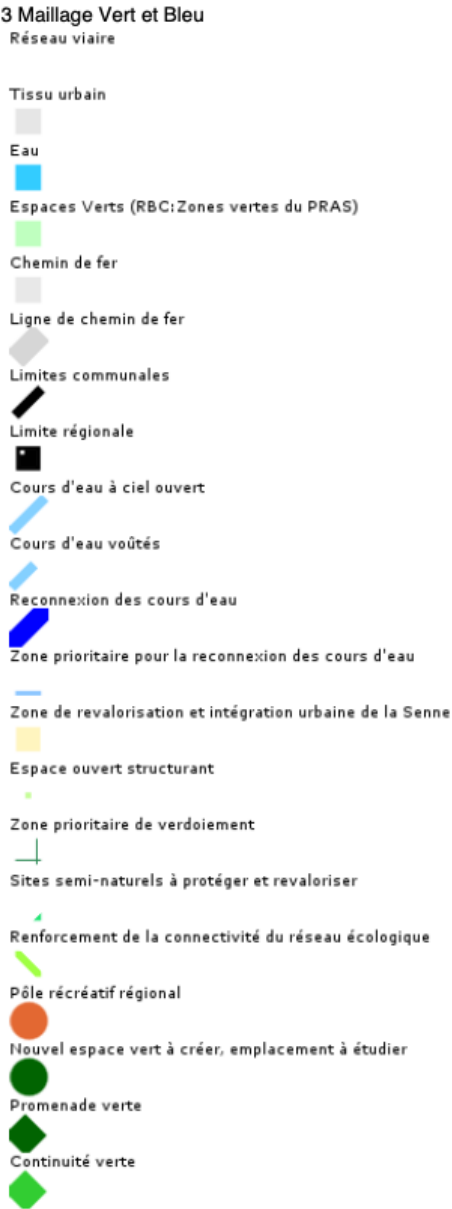 3 Maillage Vert et Bleu
Réseau viaire
Tissu urbain
Eau
Espaces Verts (RBC:Zones vertes du PRAS)
Chemin de fer
Ligne de chemin de fer
Limites communales
Limite régionale
Cours d'eau à ciel ouvert
Cours d'eau voûtés
Reconnexion des cours d'eau
Zone prioritaire pour la reconnexion des cours d'eau
Zone de revalorisation et intégration urbaine de la Senne
Espace ouvert structurant
Zone prioritaire de verdoiement
Sites semi-naturels à protéger et revaloriser
Renforcement de la connectivité du réseau écologique
Pôle récréatif régional
Nouvel espace vert à créer, emplacement à étudier
Promenade verte
Continuité verte